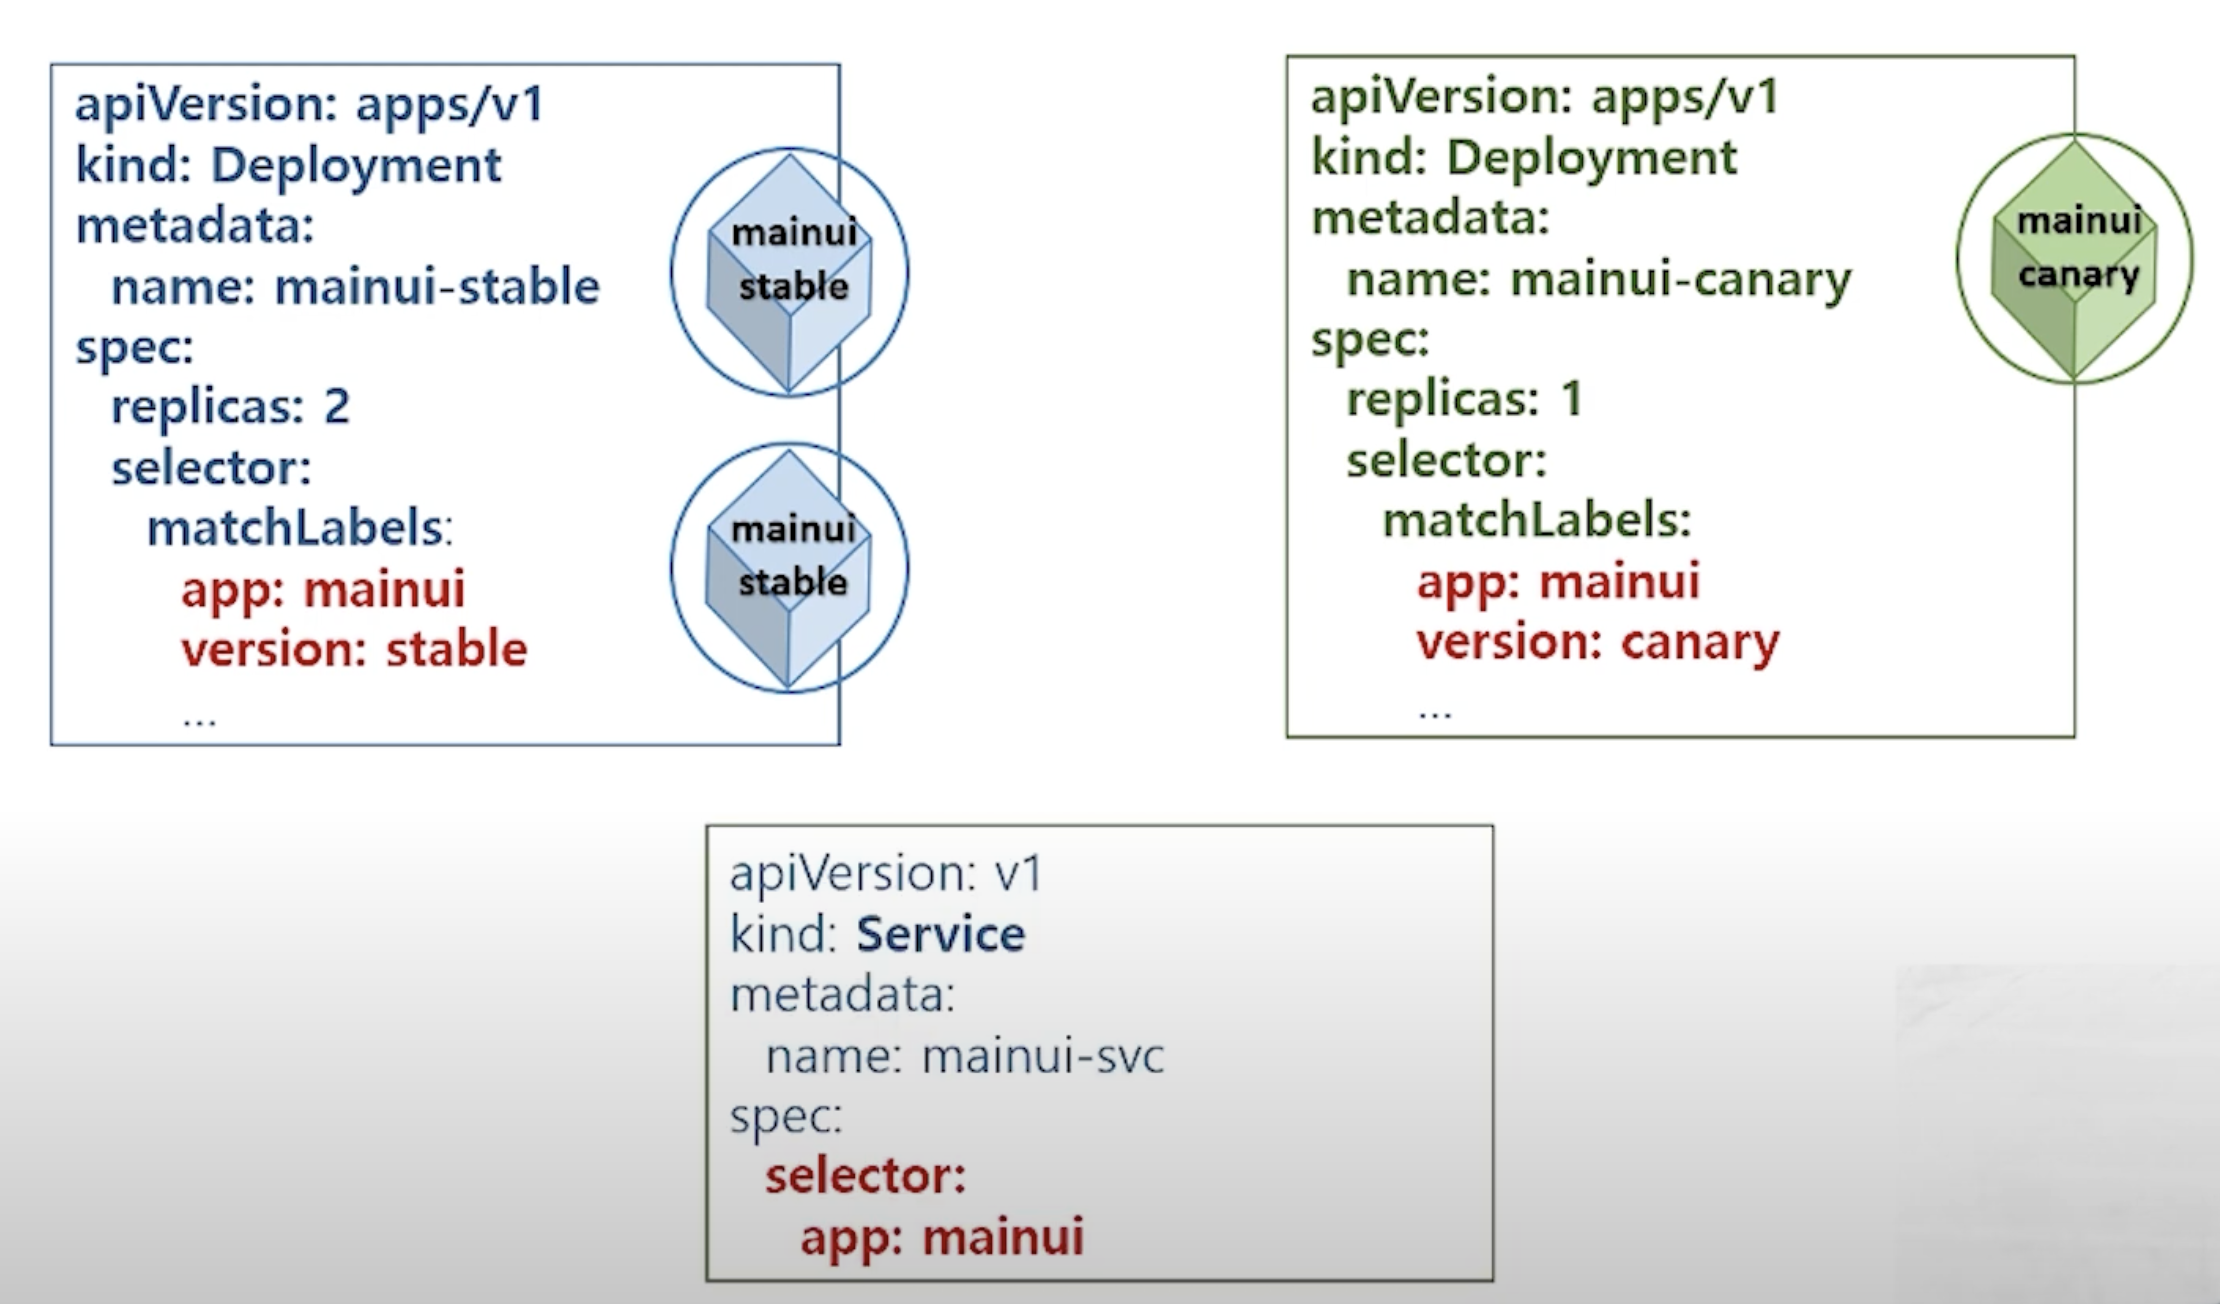 apiVersion: apps/v1
kind: Deployment
metadata:
  name: mainui-stable
spec:
  replicas: 2
  selector:
    matchLabels:
      app: mainui
      version: stable
      ...
mainui
stable
mainui
stable
apiVersion: apps/v1
kind: Deployment
metadata:
  name: mainui-canary
spec:
  replicas: 1
  selector:
    matchLabels:
      app: mainui
      version: canary
      ...
mainui
canary
apiVersion: v1
kind: Service
metadata:
  name: mainui-svc
spec:
  selector:
    app: mainui